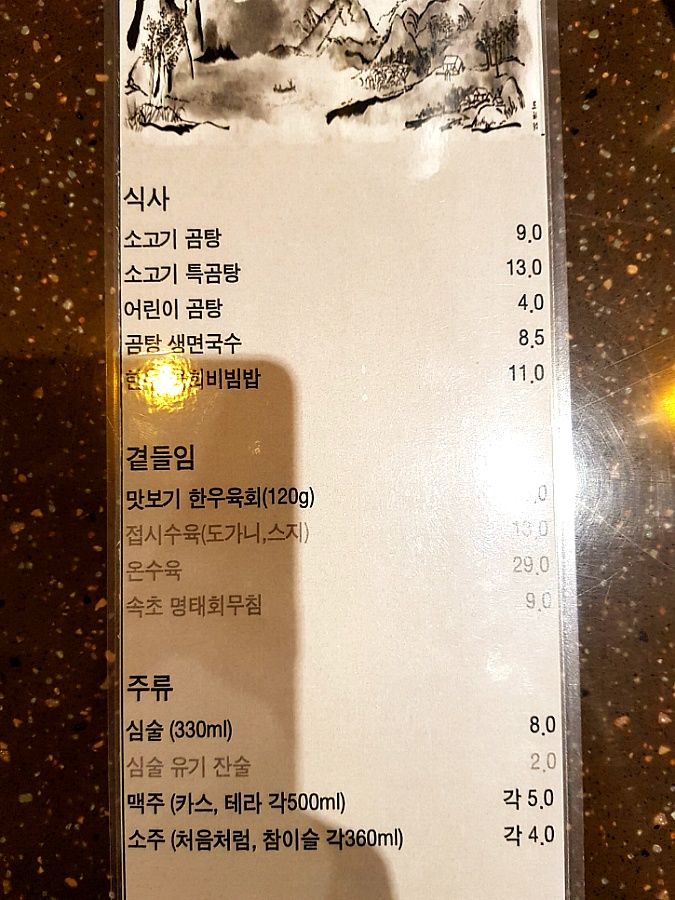 식사
소고기 곰탕 9.0
소고기 특곰탕 13.0
어린이 곰탕 4.0
곰탕 생면국수 8.5
11.0
곁들임
맛보기 한우육회(120g)
접시수육(도가니,스지) 13.0
온수육 29.0
속초 명태회무침 9.0
주류
심술 (330ml) 8.0
심술 유기 잔술 2.0
맥주 (카스, 테라 각500ml) 각 5.0
소주 (처음처럼, 참이슬 각360ml) 각 4.0